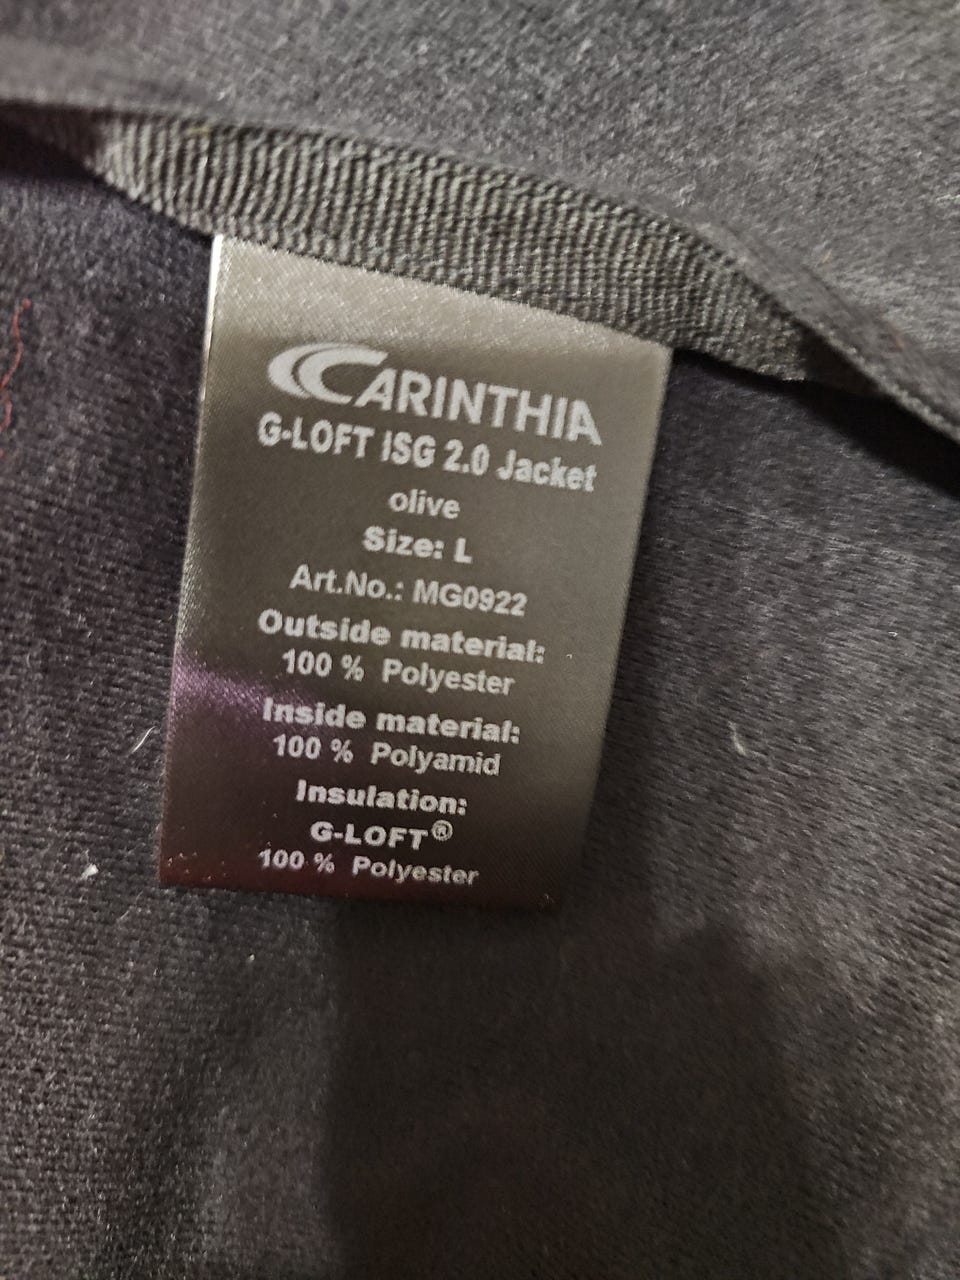 CARINTHIA
G-LOFT ISG 2.0 Jacket
olive
Size: L
Art.No.: MG0922
Outside material:
100 % Polyester
Inside material:
100 % Polyamid
Insulation:
G-LOFT®
100 % Polyester